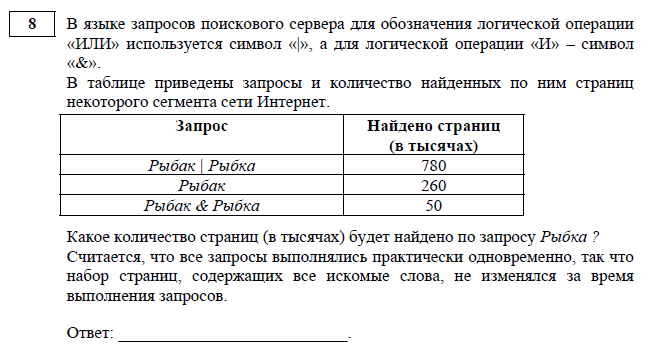 8
В языке запросов поискового сервера для обозначения логической операции
«ИЛИ» используется символ «|», а для логической операции «И» – символ
«&».
В таблице приведены запросы и количество найденных по ним страниц
некоторого сегмента сети Интернет.
Запрос Найдено страниц
(в тысячах)
Рыбак | Рыбка 780
Рыбак 260
Рыбак & Рыбка 50
Какое количество страниц (в тысячах) будет найдено по запросу Рыбка ?
Считается, что все запросы выполнялись практически одновременно, так что
набор страниц, содержащих все искомые слова, не изменялся за время
выполнения запросов.
Ответ: ___________________________.